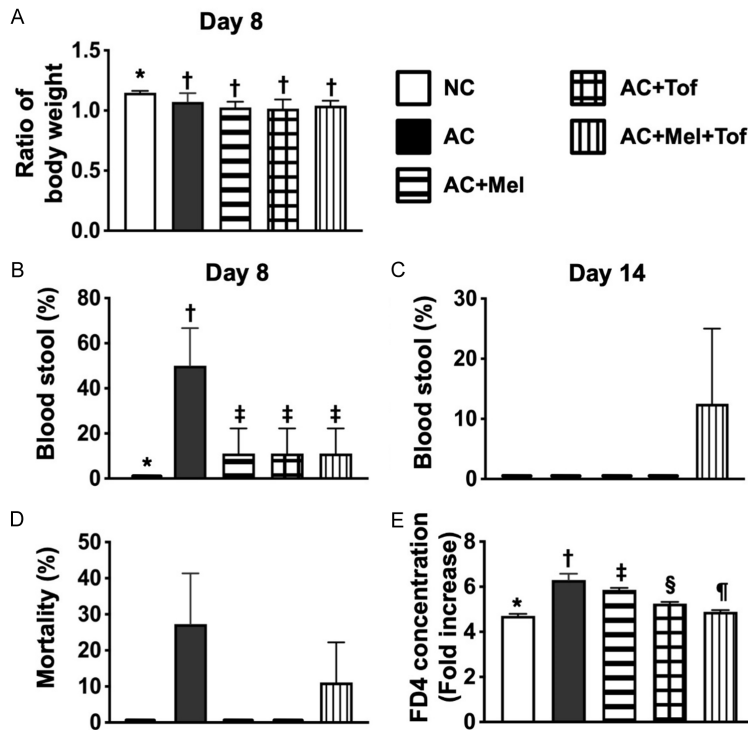 A
Day 8
Ratio of
body weight
1.5
1.0
0.5
0.0
* † † † †
NC
AC
AC+Mel
AC+Tof
AC+Mel+Tof
B
Day 8
Blood stool (%)
80
60
40
20
0
* † ‡ ‡ ‡
C
Day 14
Blood stool (%)
30
20
10
0
D
Mortality (%)
50
40
30
20
10
0
E
FD4 concentration
(Fold increase)
8
6
4
2
0
* † ‡ § ¶